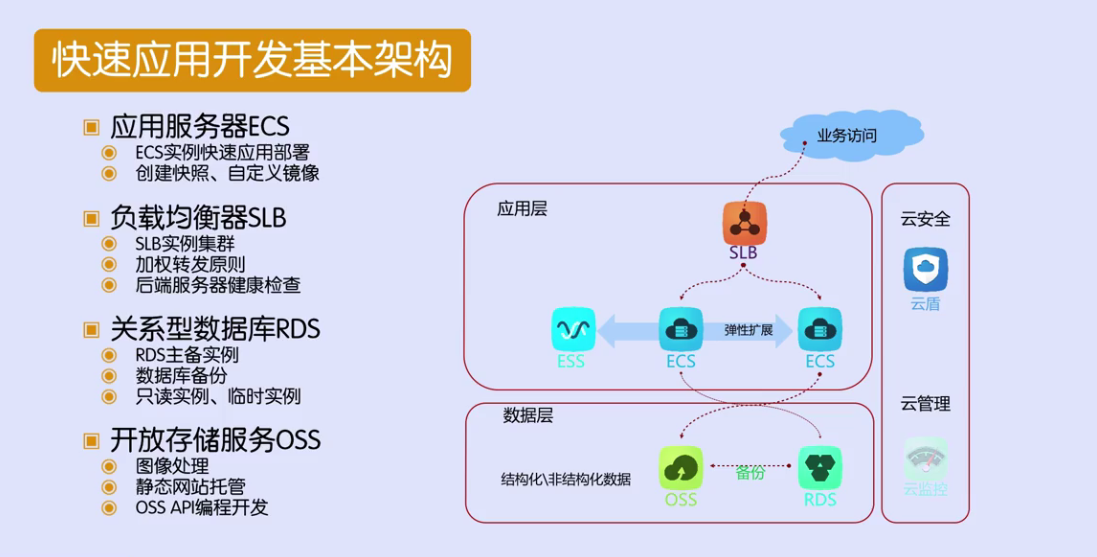 快速应用开发基本架构
应用服务器ECS
ECS实例快速应用部署
创建快照、自定义镜像
负载均衡器SLB
SLB实例集群
加权转发原则
后端服务器健康检查
关系型数据库RDS
RDS主备实例
数据库备份
只读实例、临时实例
开放存储服务OSS
图像处理
静态网站托管
OSS API编程开发
业务访问
应用层
SLB
ESS
ECS
弹性扩展
ECS
数据层
结构化\非结构化数据
OSS
备份
RDS
云安全
云盾
云管理
云监控